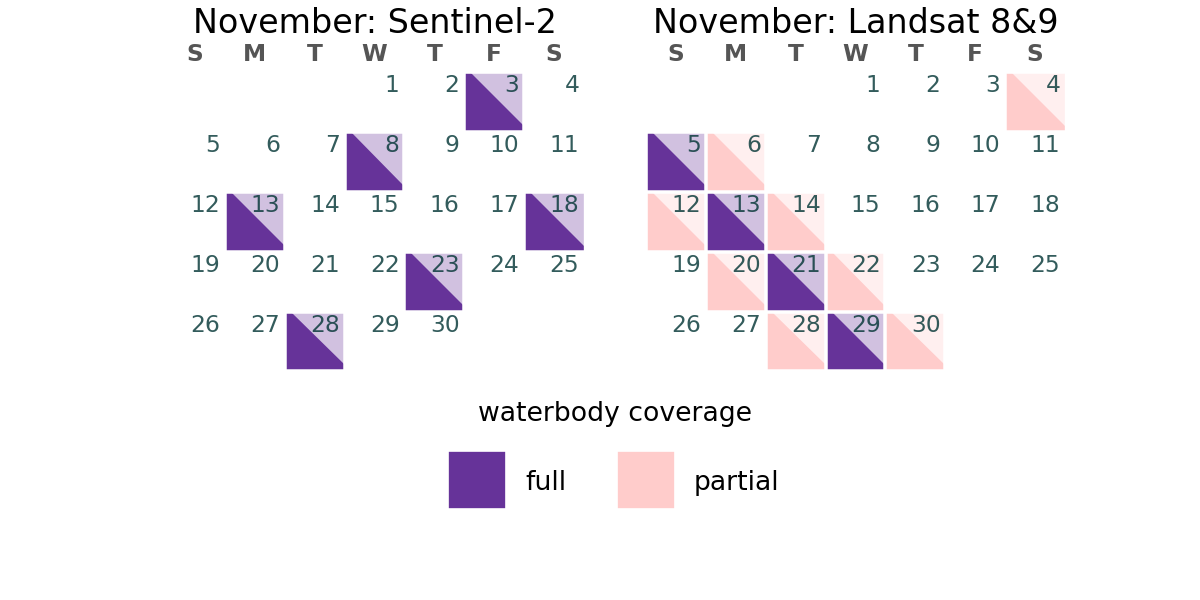 November: Sentinel-2
S M T W T F S
1 2 3 4
5 6 7 8 9 10 11
12 13 14 15 16 17 18
19 20 21 22 23 24 25
26 27 28 29 30
November: Landsat 8&9
S M T W T F S
1 2 3 4
5 6 7 8 9 10 11
12 13 14 15 16 17 18
19 20 21 22 23 24 25
26 27 28 29 30
waterbody coverage
full partial